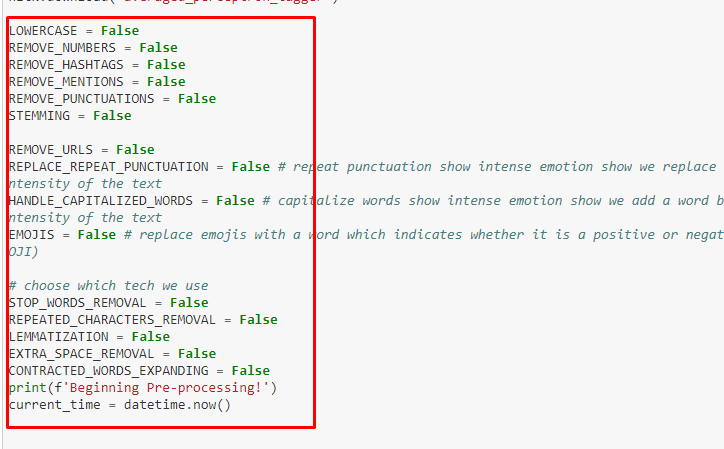 LOWERCASE = False
REMOVE_NUMBERS = False
REMOVE_HASHTAGS = False
REMOVE_MENTIONS = False
REMOVE_PUNCTUATIONS = False
STEMMING = False
REMOVE_URLS = False
REPLACE_REPEAT_PUNCTUATION = False # repeat punctuation show intense emotion show we replace
ntensity of the text
HANDLE_CAPITALIZED_WORDS = False # capitalize words show intense emotion show we add a word b
ntensity of the text
EMOJIS = False # replace emojis with a word which indicates whether it is a positive or negat
OJI)
# choose which tech we use
STOP_WORDS_REMOVAL = False
REPEATED_CHARACTERS_REMOVAL = False
LEMMATIZATION = False
EXTRA_SPACE_REMOVAL = False
CONTRACTED_WORDS_EXPANDING = False
print(f'Beginning Pre-processing!')
current_time = datetime.now()